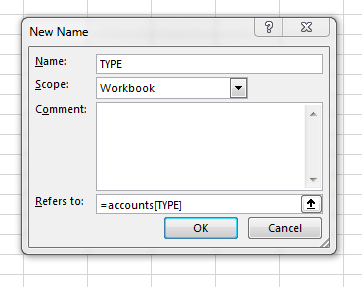 New Name
Name: TYPE
Scope: Workbook
Comment:
Refers to: =accounts[TYPE]
OK Cancel